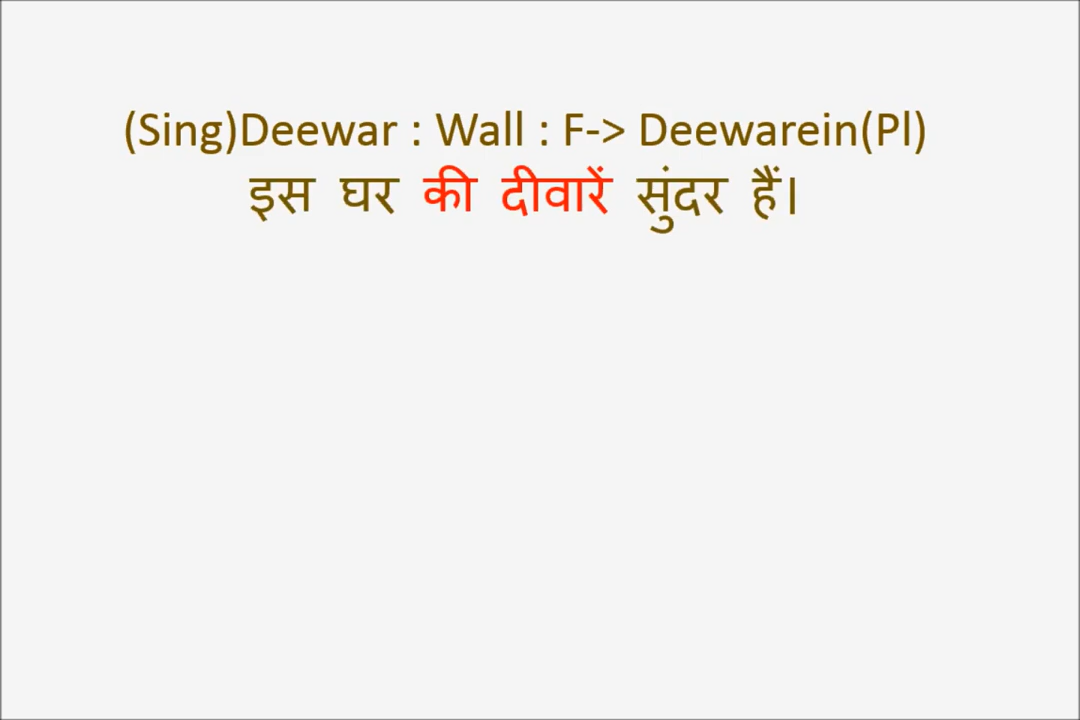 (Sing)Deewar : Wall : F-> Deewarein(Pl)
इस घर की दीवारें सुंदर हैं।